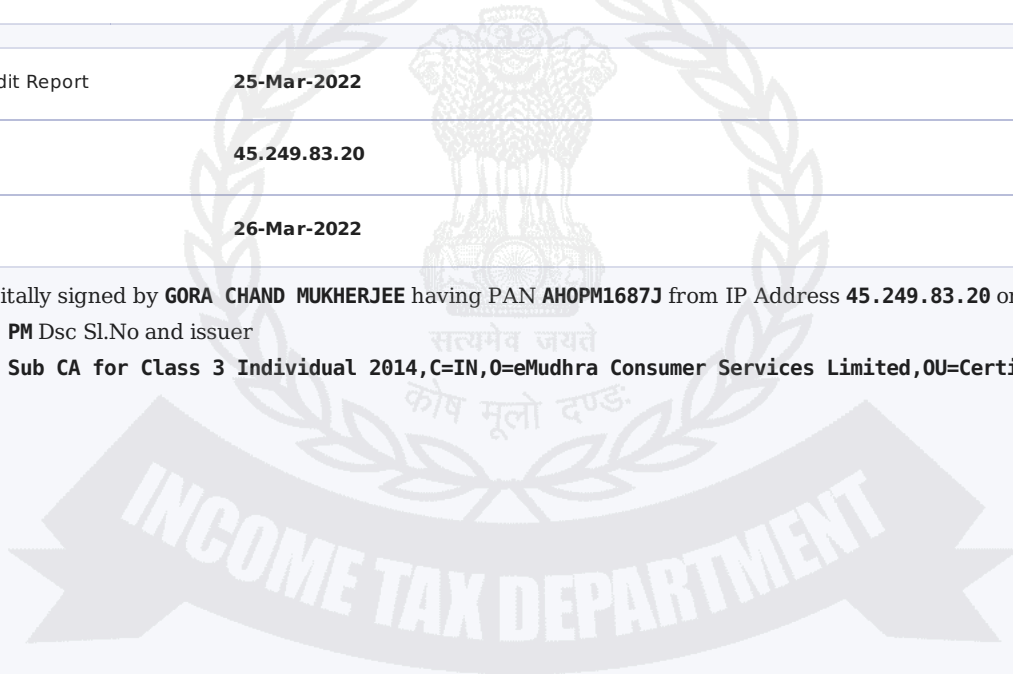 dit Report 25-Mar-2022
45.249.83.20
26-Mar-2022
itally signed by GORA CHAND MUKHERJEE having PAN AHOPM1687J from IP Address 45.249.83.20 on
PM Dsc Sl.No and issuer
सत्यमेव जयते
Sub CA for Class 3 Individual 2014,C=IN,O=eMudhra Consumer Services Limited,OU=Certi
कोष मूलो दण्डः
INCOME TAX DEPARTMENT